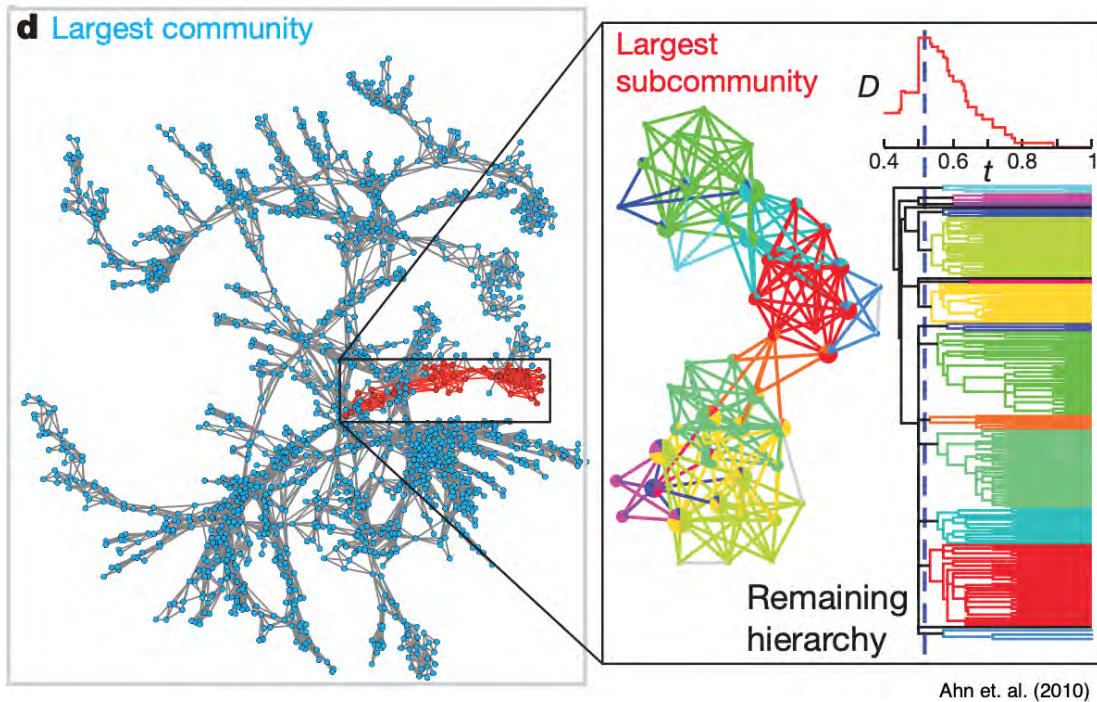 d Largest community
Largest
subcommunity
D
0.4 0.6 0.8 1
t
Remaining
hierarchy
Ahn et. al. (2010)